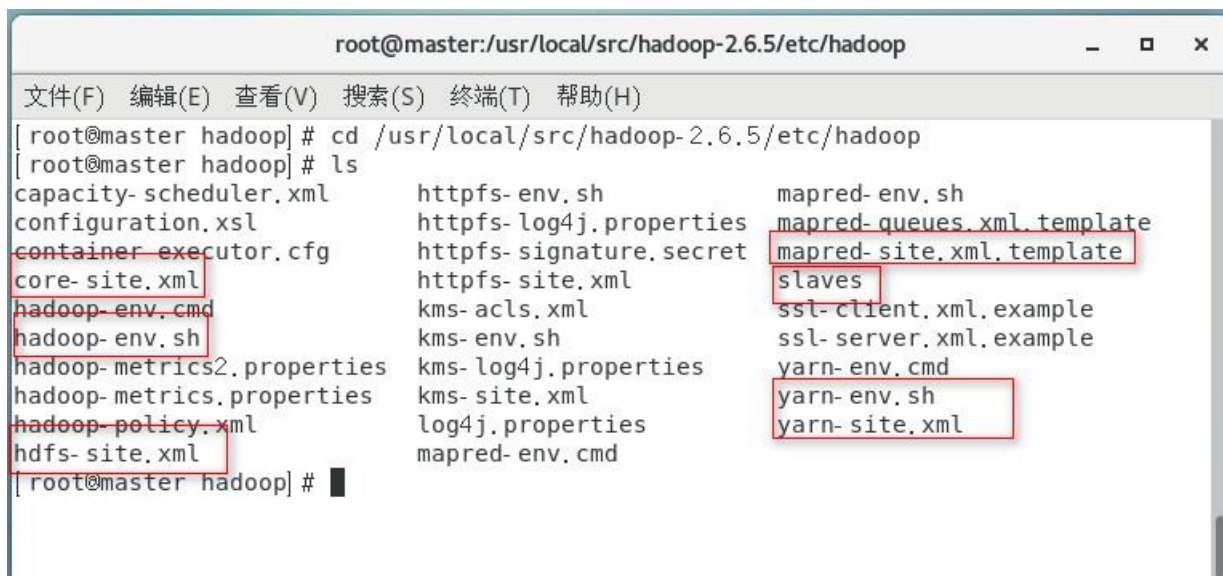 root@master:/usr/local/src/hadoop-2.6.5/etc/hadoop
文件(F) 编辑(E) 查看(V) 搜索(S) 终端(T) 帮助(H)
[root@master hadoop]# cd /usr/local/src/hadoop-2.6.5/etc/hadoop
[root@master hadoop]# ls
capacity-scheduler.xml httpfs-env.sh mapred-env.sh
configuration.xsl httpfs-log4j.properties mapred-queues.xml.template
container-executor.cfg httpfs-signature.secret mapred-site.xml.template
core-site.xml httpfs-site.xml slaves
hadoop-env.cmd kms-acls.xml ssl-client.xml.example
hadoop-env.sh kms-env.sh ssl-server.xml.example
hadoop-metrics2.properties kms-log4j.properties yarn-env.cmd
hadoop-metrics.properties kms-site.xml yarn-env.sh
hadoop-policy.xml log4j.properties yarn-site.xml
hdfs-site.xml mapred-env.cmd
[root@master hadoop]#